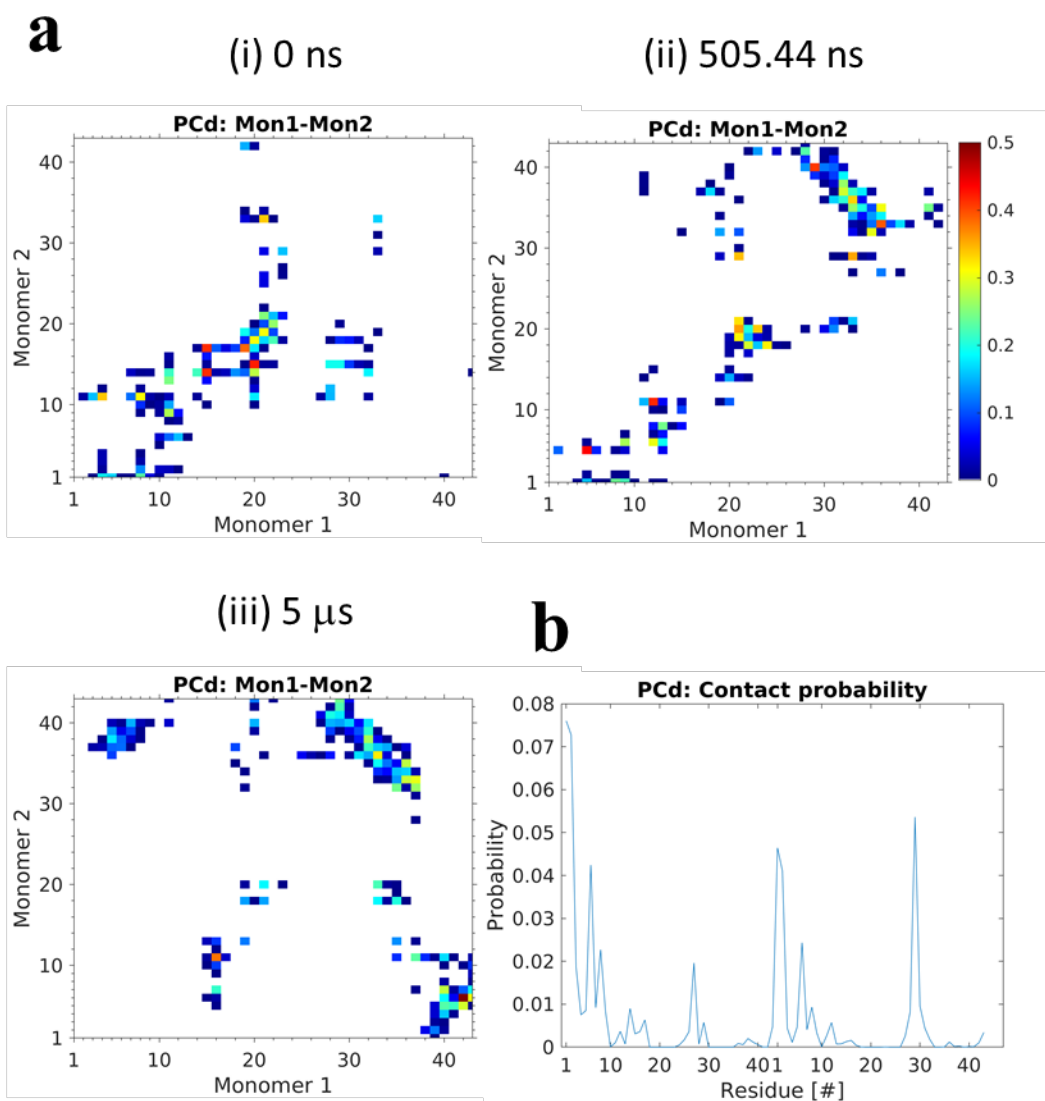 a
(i) 0 ns
(ii) 505.44 ns
PCd: Mon1-Mon2
40
30
20
10
1
Monomer 2
1 10 20 30 40
Monomer 1
PCd: Mon1-Mon2
40
30
20
10
1
Monomer 2
1 10 20 30 40
Monomer 1
0.5
0.4
0.3
0.2
0.1
0
(iii) 5 μs
b
PCd: Mon1-Mon2
40
30
20
10
1
Monomer 2
1 10 20 30 40
Monomer 1
PCd: Contact probability
0.08
0.07
0.06
0.05
0.04
0.03
0.02
0.01
0
Probability
1 10 20 30 401 10 20 30 40
Residue [#]